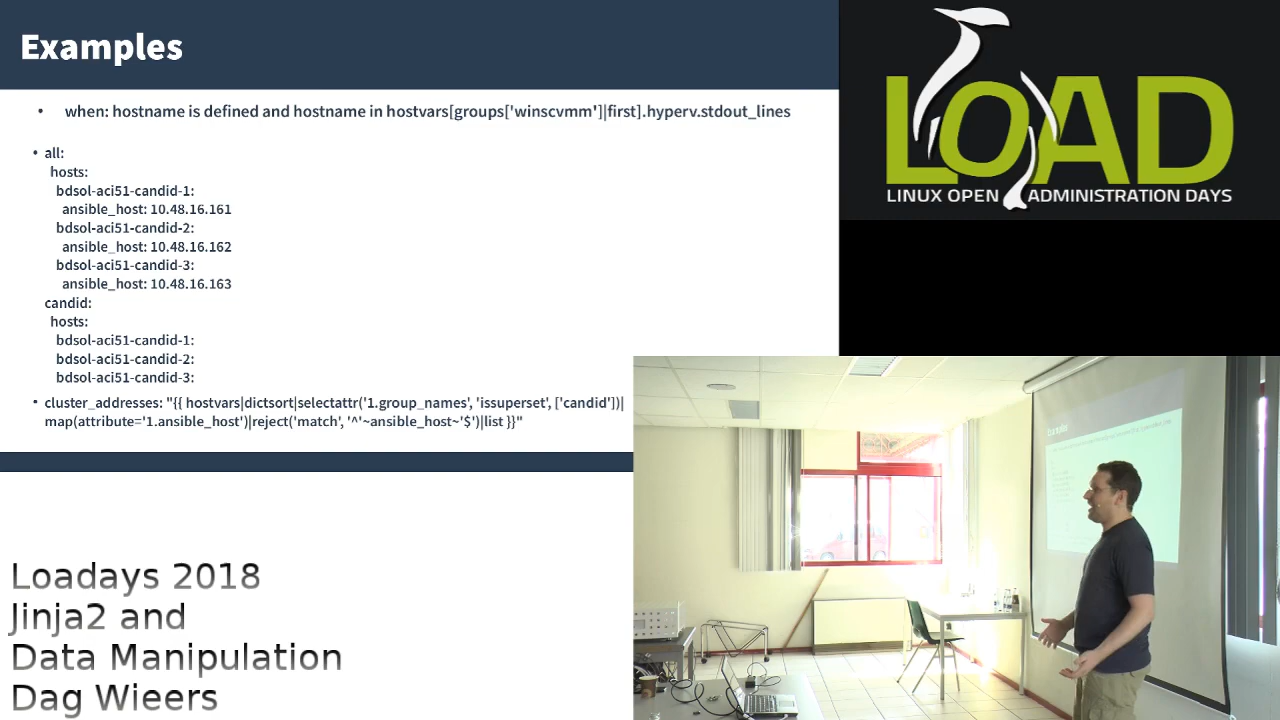 Examples
• when: hostname is defined and hostname in hostvars[groups['winscvmm']|first].hyperv.stdout_lines
• all:
hosts:
bdsol-aci51-candid-1:
ansible_host: 10.48.16.161
bdsol-aci51-candid-2:
ansible_host: 10.48.16.162
bdsol-aci51-candid-3:
ansible_host: 10.48.16.163
candid:
hosts:
bdsol-aci51-candid-1:
bdsol-aci51-candid-2:
bdsol-aci51-candid-3:
• cluster_addresses: "{{ hostvars|dictsort|selectattr('1.group_names', 'issuperset', ['candid'])|
map(attribute='1.ansible_host')|reject('match', '^'~ansible_host~'$')|list }}"
LOAD
LINUX OPEN ADMINISTRATION DAYS
Loadays 2018
Jinja2 and
Data Manipulation
Dag Wieers